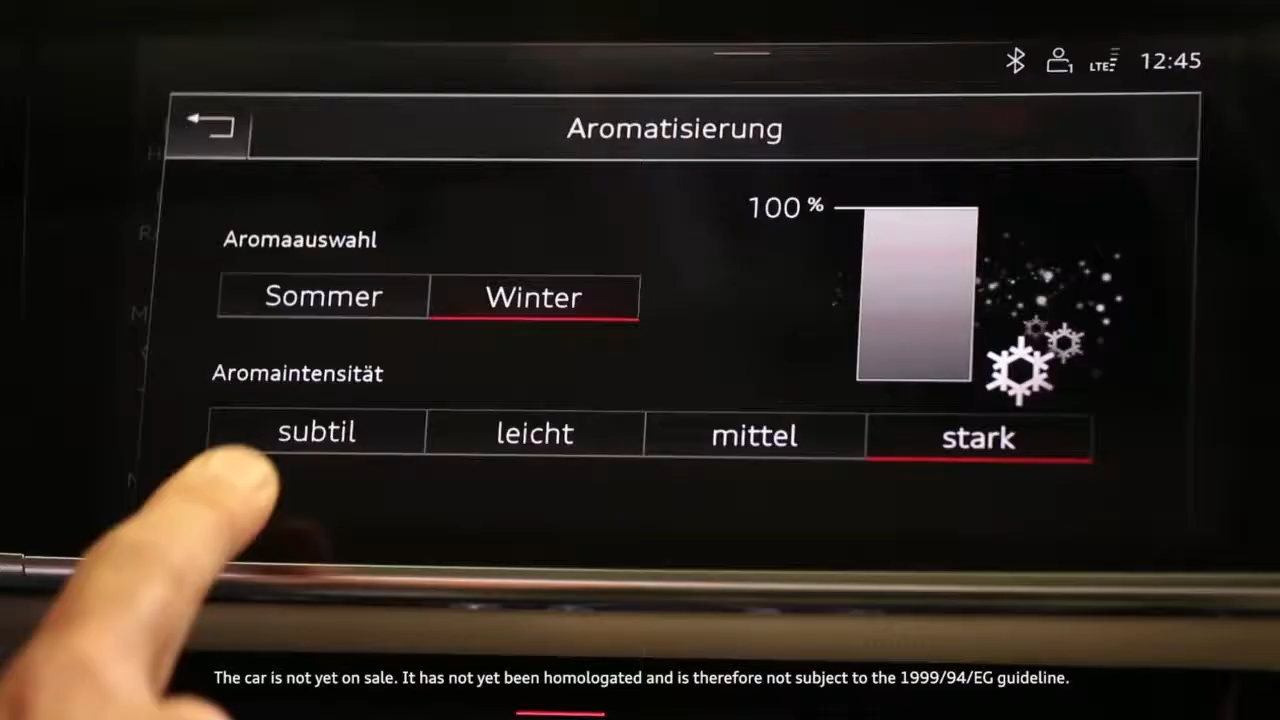 LTE 12:45
Aromatisierung
100 %
Aromaauswahl
Sommer Winter
Aromaintensität
subtil leicht mittel stark
The car is not yet on sale. It has not yet been homologated and is therefore not subject to the 1999/94/EG guideline.